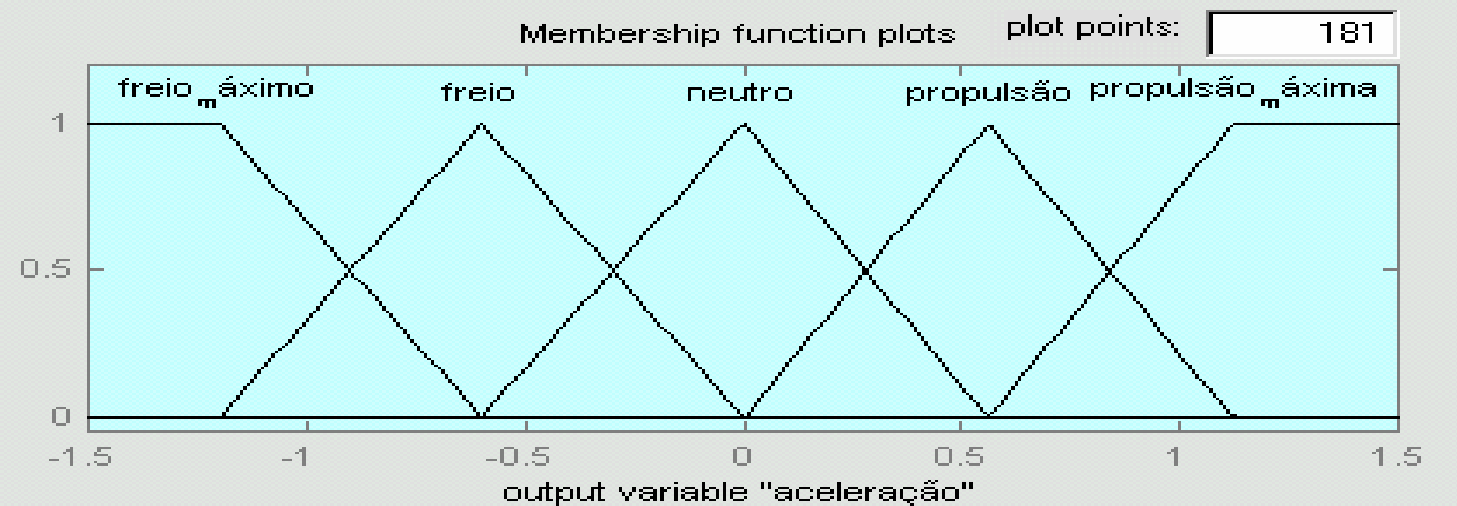 Membership function plots plot points: 181
freio_máximo freio neutro propulsão propulsão_máxima
1
0.5
0
-1.5 -1 -0.5 0 0.5 1 1.5
output variable "aceleração"